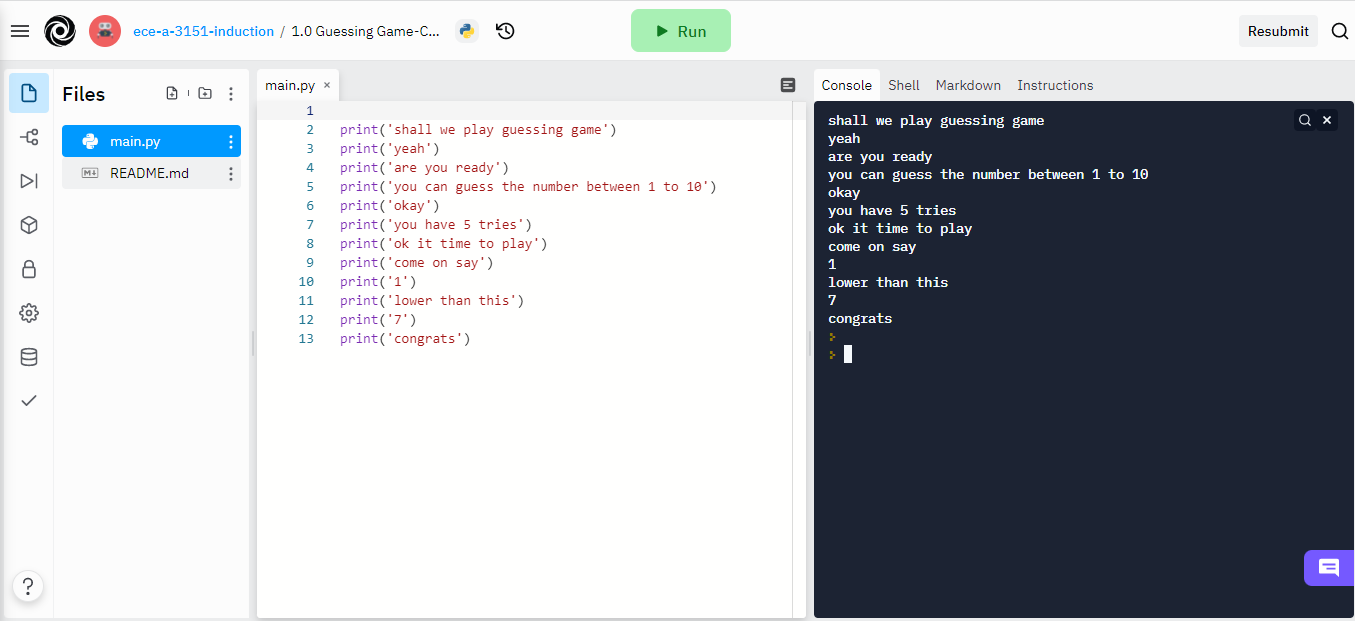 ece-a-3151-induction / 1.0 Guessing Game-C...
Run
Resubmit
Files
main.py
README.md
main.py ×
1
2 print('shall we play guessing game')
3 print('yeah')
4 print('are you ready')
5 print('you can guess the number between 1 to 10')
6 print('okay')
7 print('you have 5 tries')
8 print('ok it time to play')
9 print('come on say')
10 print('1')
11 print('lower than this')
12 print('7')
13 print('congrats')
Console Shell Markdown Instructions
shall we play guessing game
yeah
are you ready
you can guess the number between 1 to 10
okay
you have 5 tries
ok it time to play
come on say
1
lower than this
7
congrats
>
>
?